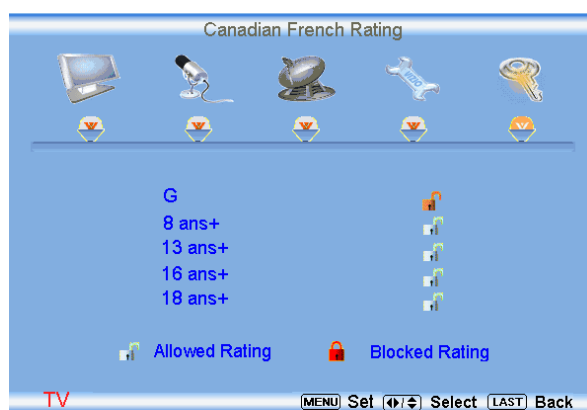 Canadian French Rating
VIZIO
G
8 ans+
13 ans+
16 ans+
18 ans+
Allowed Rating Blocked Rating
TV MENU Set Select LAST Back